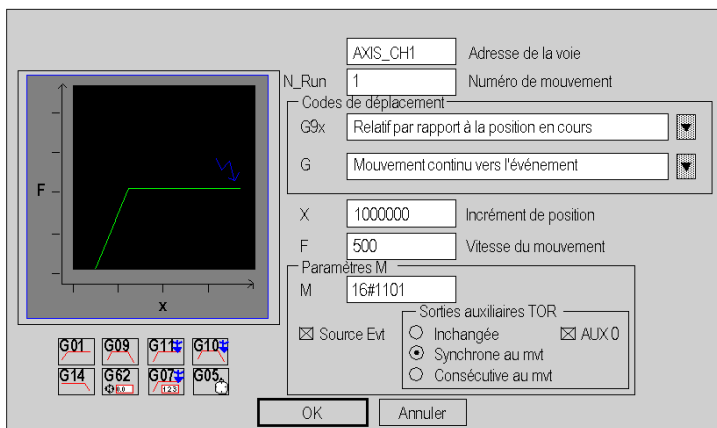 AXIS_CH1 Adresse de la voie
N_Run 1 Numéro de mouvement
Codes de déplacement
G9x Relatif par rapport à la position en cours
G Mouvement continu vers l'événement
X 1000000 Incrément de position
F 500 Vitesse du mouvement
Paramètres M
M 16#1101
Sorties auxiliaires TOR
Source Evt Inchangée AUX 0
Synchrone au mvt
Consécutive au mvt
F
X
G01 G09 G11 G10
G14 G62 G07 G05
OK Annuler